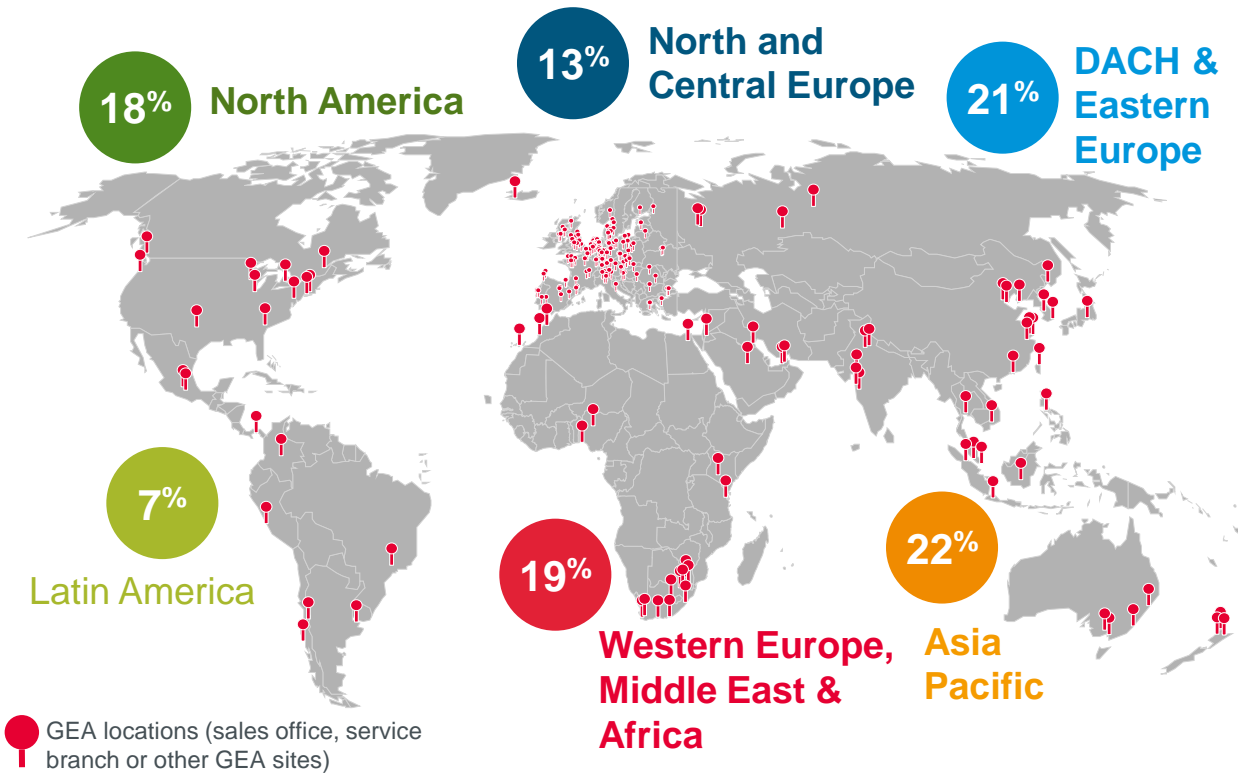 18%
North America
13%
North and
Central Europe
21%
DACH &
Eastern
Europe
7%
Latin America
19%
Western Europe,
Middle East &
Africa
22%
Asia
Pacific
GEA locations (sales office, service
branch or other GEA sites)